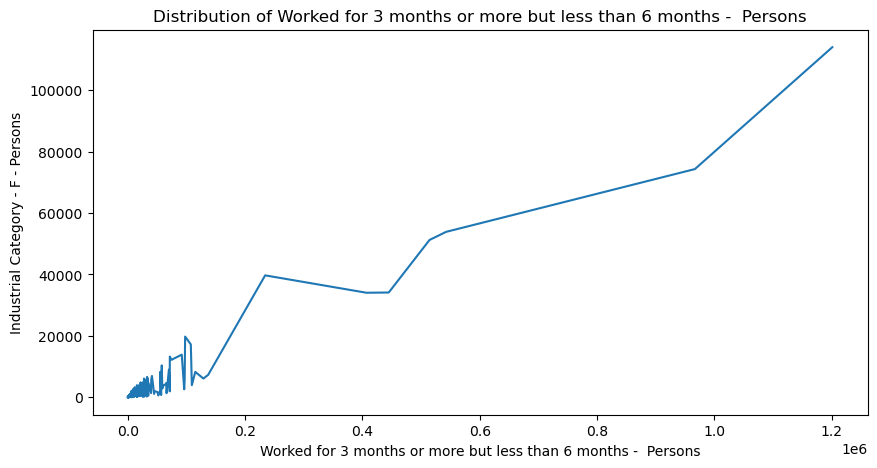 Distribution of Worked for 3 months or more but less than 6 months -  Persons
Industrial Category - F - Persons
100000
80000
60000
40000
20000
0
0.0 0.2 0.4 0.6 0.8 1.0 1.2
1e6
Worked for 3 months or more but less than 6 months -  Persons